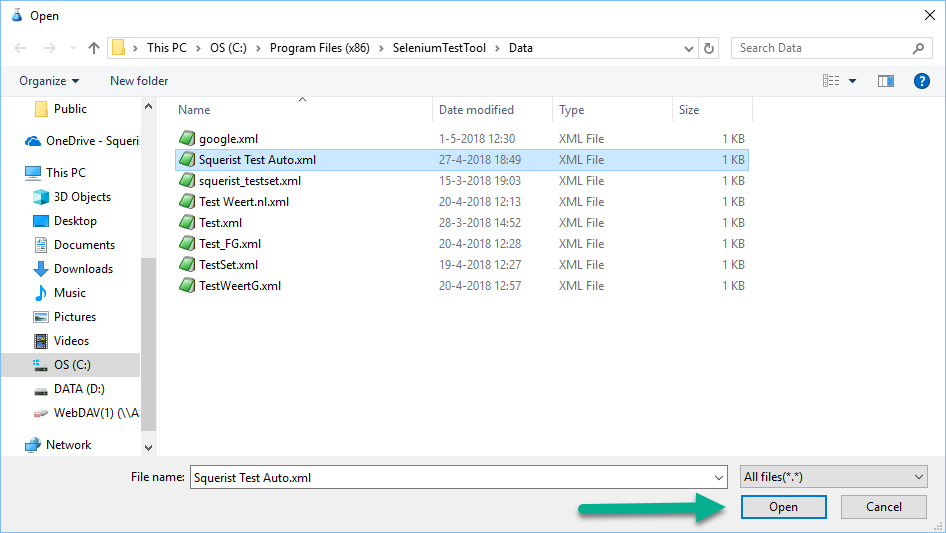 Open
This PC > OS (C:) > Program Files (x86) > SeleniumTestTool > Data
Search Data
Organize
New folder
?
Public
OneDrive - Squeri
This PC
3D Objects
Desktop
Documents
Downloads
Music
Pictures
Videos
OS (C:)
DATA (D:)
WebDAV(1) (\\A
Network
Name Date modified Type Size
google.xml 1-5-2018 12:30 XML File 1 KB
Squerist Test Auto.xml 27-4-2018 18:49 XML File 1 KB
squerist_testset.xml 15-3-2018 19:03 XML File 1 KB
Test Weert.nl.xml 20-4-2018 12:13 XML File 1 KB
Test.xml 28-3-2018 14:52 XML File 1 KB
Test_FG.xml 20-4-2018 12:28 XML File 1 KB
TestSet.xml 19-4-2018 12:27 XML File 1 KB
TestWeertG.xml 20-4-2018 12:57 XML File 1 KB
File name: Squerist Test Auto.xml
All files(*.*)
Open
Cancel